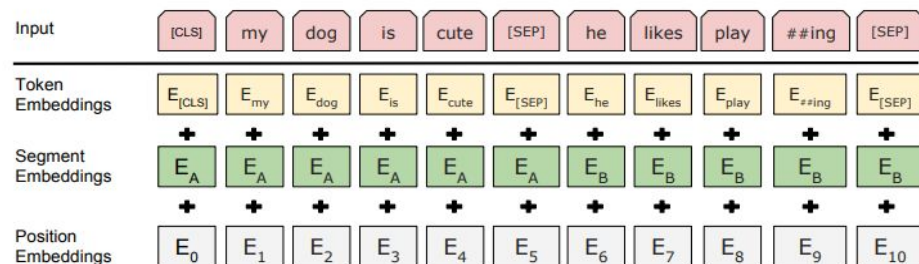 Input [CLS] my dog is cute [SEP] he likes play ##ing [SEP]
Token
Embeddings E[CLS] Emy Edog Eis Ecute E[SEP] Ehe Elikes Eplay E##ing E[SEP]
+ + + + + + + + + + +
Segment
Embeddings EA EA EA EA EA EA EB EB EB EB EB
+ + + + + + + + + + +
Position
Embeddings E0 E1 E2 E3 E4 E5 E6 E7 E8 E9 E10